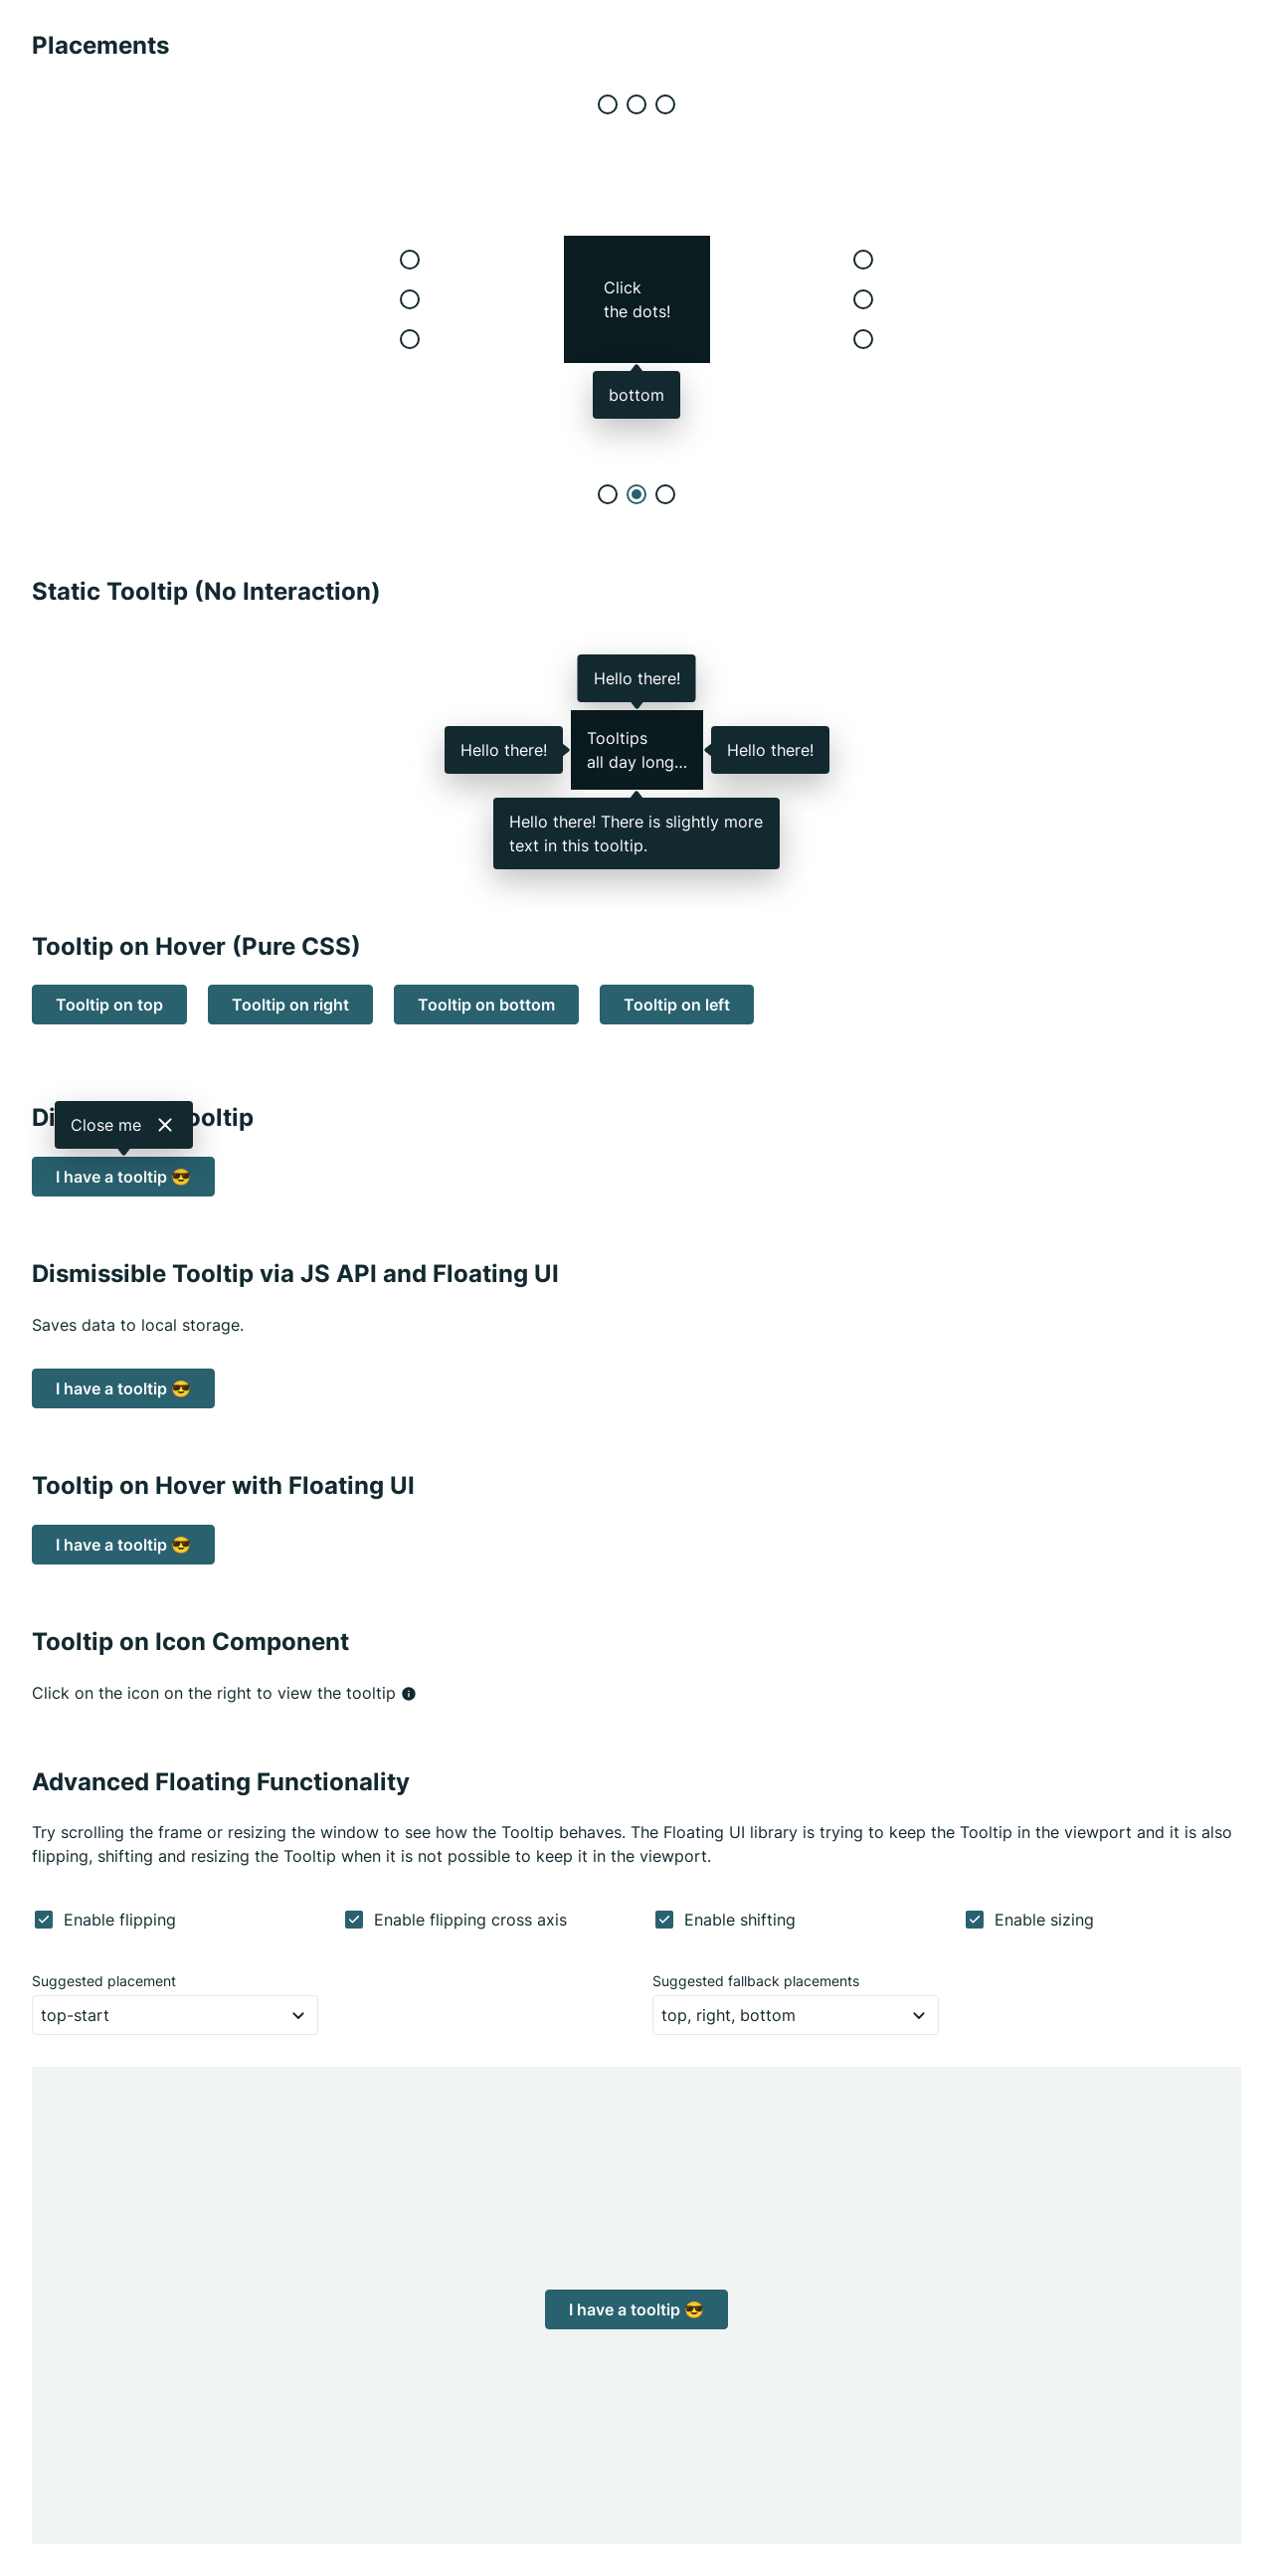 Placements
Click
the dots!
bottom
Static Tooltip (No Interaction)
Hello there!
Hello there!
Tooltips
all day long…
Hello there!
Hello there! There is slightly more
text in this tooltip.
Tooltip on Hover (Pure CSS)
Tooltip on top
Tooltip on right
Tooltip on bottom
Tooltip on left
Close me
I have a tooltip 😎
Dismissible Tooltip via JS API and Floating UI
Saves data to local storage.
I have a tooltip 😎
Tooltip on Hover with Floating UI
I have a tooltip 😎
Tooltip on Icon Component
Click on the icon on the right to view the tooltip
Advanced Floating Functionality
Try scrolling the frame or resizing the window to see how the Tooltip behaves. The Floating UI library is trying to keep the Tooltip in the viewport and it is also
flipping, shifting and resizing the Tooltip when it is not possible to keep it in the viewport.
Enable flipping
Enable flipping cross axis
Enable shifting
Enable sizing
Suggested placement
Suggested fallback placements
top-start
top, right, bottom
I have a tooltip 😎